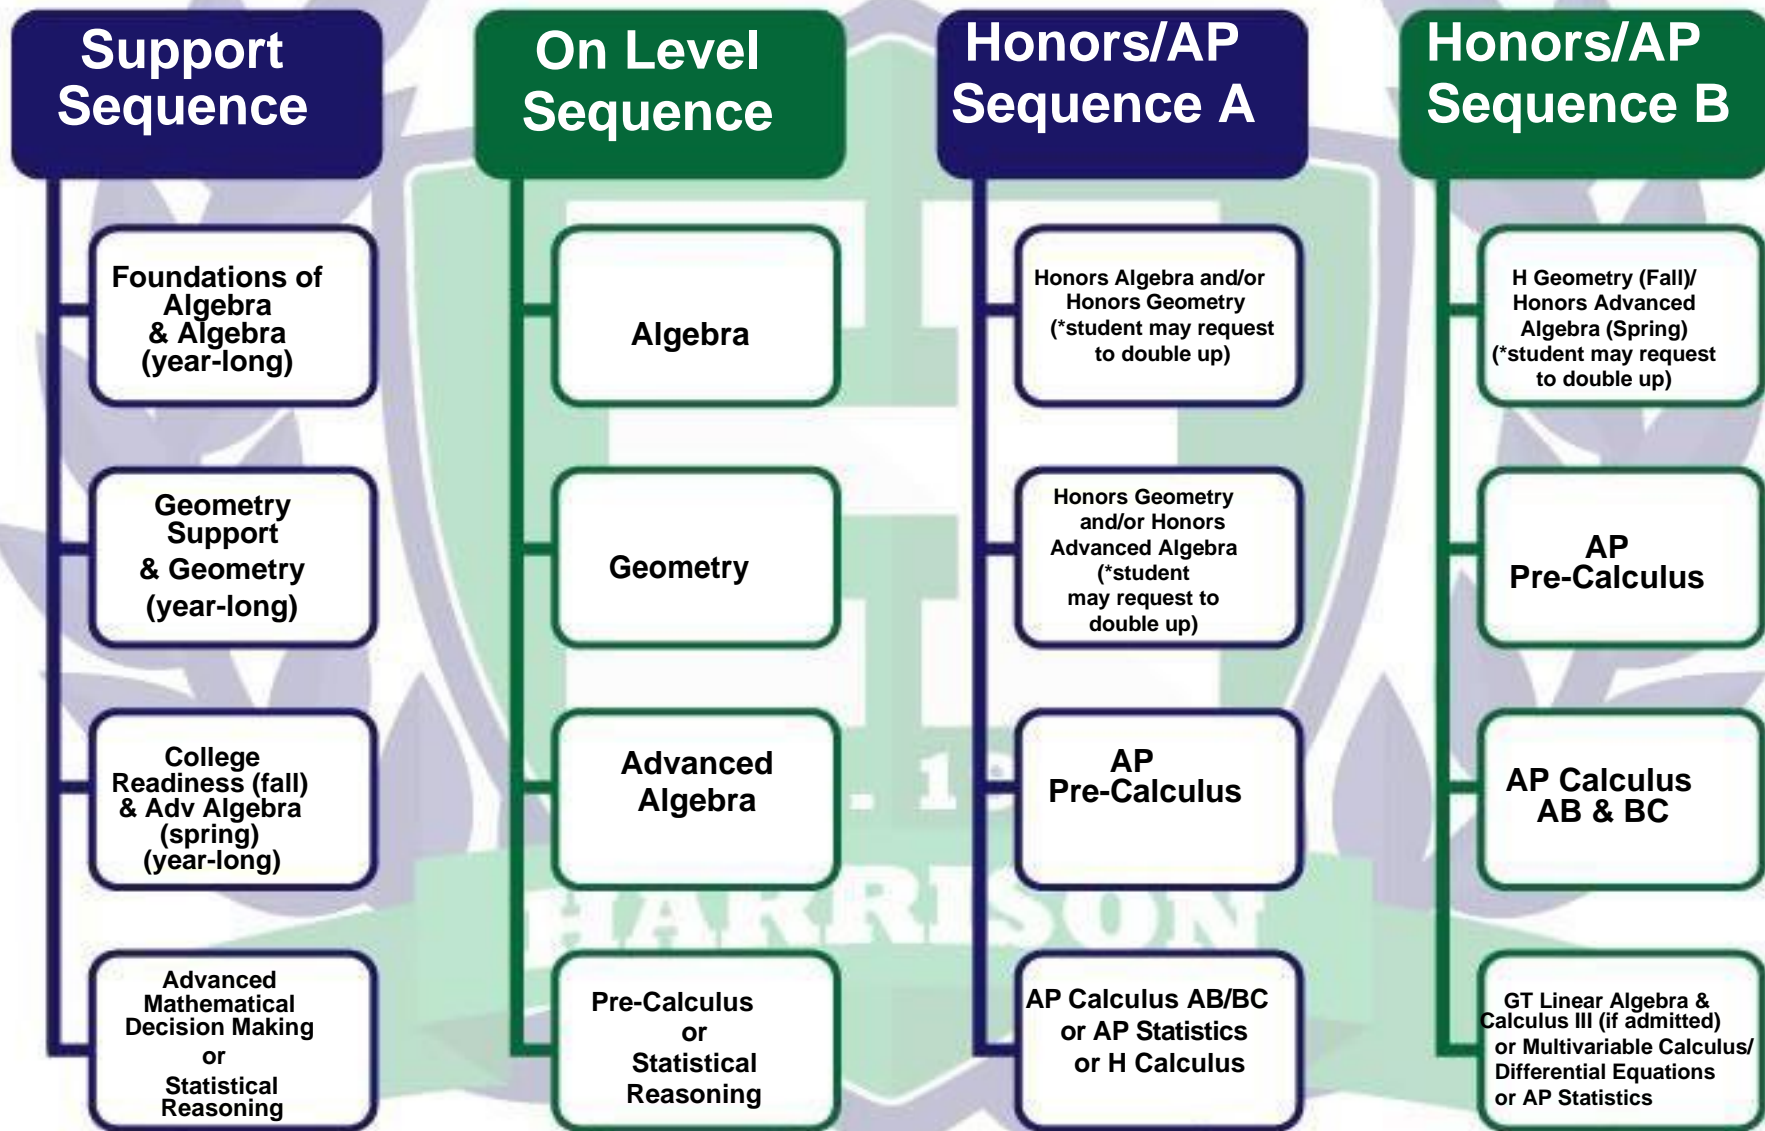 Support
Sequence
Foundations of
Algebra
& Algebra
(year-long)
Geometry
Support
& Geometry
(year-long)
College
Readiness (fall)
& Adv Algebra
(spring)
(year-long)
Advanced
Mathematical
Decision Making
or
Statistical
Reasoning
On Level
Sequence
Algebra
Geometry
Advanced
Algebra
Pre-Calculus
or
Statistical
Reasoning
Honors/AP
Sequence A
Honors Algebra and/or
Honors Geometry
(*student may request
to double up)
Honors Geometry
and/or Honors
Advanced Algebra
(*student
may request to
double up)
AP
Pre-Calculus
AP Calculus AB/BC
or AP Statistics
or H Calculus
Honors/AP
Sequence B
H Geometry (Fall)/
Honors Advanced
Algebra (Spring)
(*student may request
to double up)
AP
Pre-Calculus
AP Calculus
AB & BC
GT Linear Algebra &
Calculus III (if admitted)
or Multivariable Calculus/
Differential Equations
or AP Statistics
HARRISON